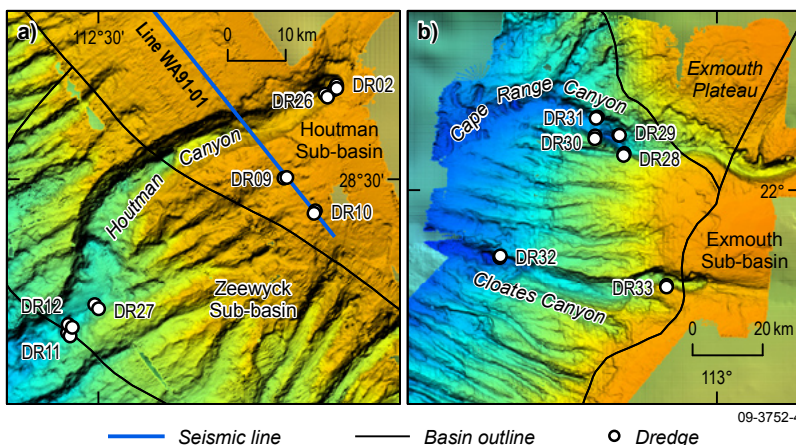 a)
112°30'
Line WA91-01
0 10 km
DR02
DR26
Houtman
Sub-basin
Houtman Canyon
DR09
28°30'
DR10
Zeewyck
Sub-basin
DR27
DR12
DR11
b)
Cape Range Canyon
Exmouth
Plateau
DR31
DR29
DR30
DR28
22°
Exmouth
Sub-basin
DR32
DR33
Cloates Canyon
0 20 km
113°
09-3752-4
Seismic line
Basin outline
Dredge